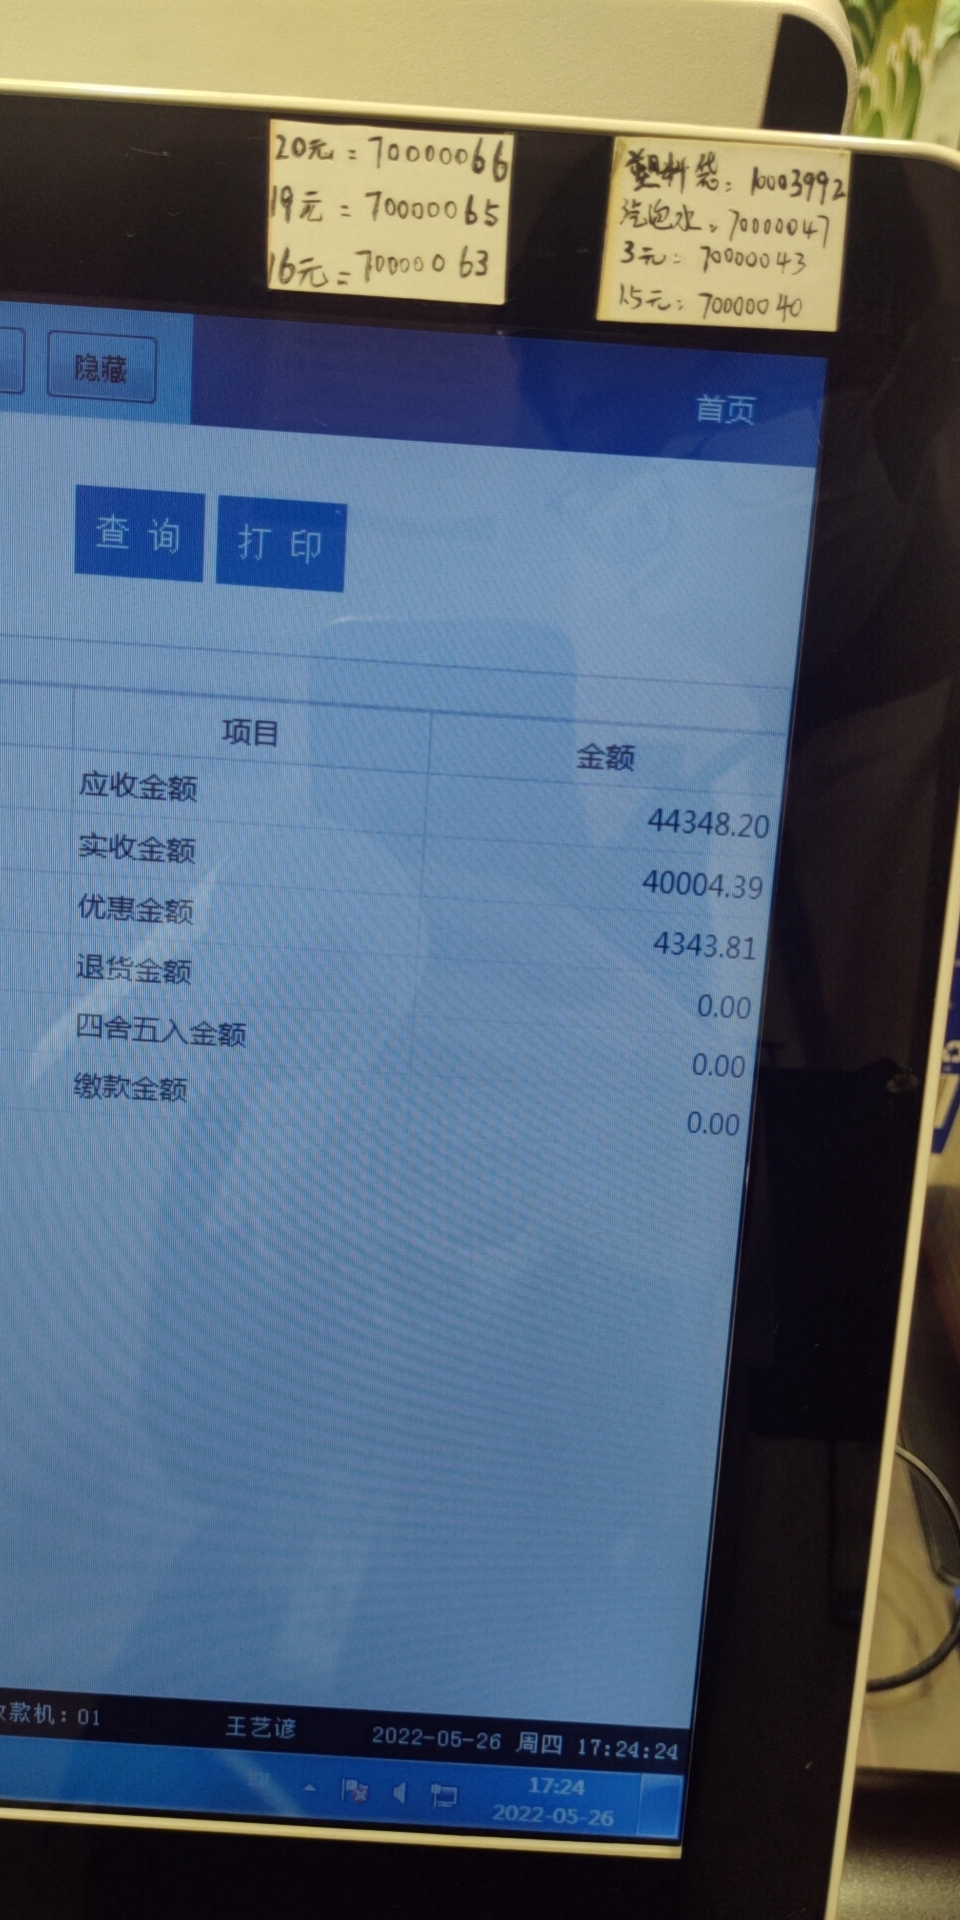 20元 = 70000066
19元 = 70000065
16元 = 70000063
塑料袋: 10003992
汽泡水: 70000047
3元: 70000043
1.5元: 70000040
隐藏
首页
查询
打印
项目 金额
应收金额 44348.20
实收金额 40004.39
优惠金额 4343.81
退货金额 0.00
四舍五入金额 0.00
缴款金额 0.00
款机：01 王艺谚 2022-05-26 周四 17:24:24
17:24
2022-05-26